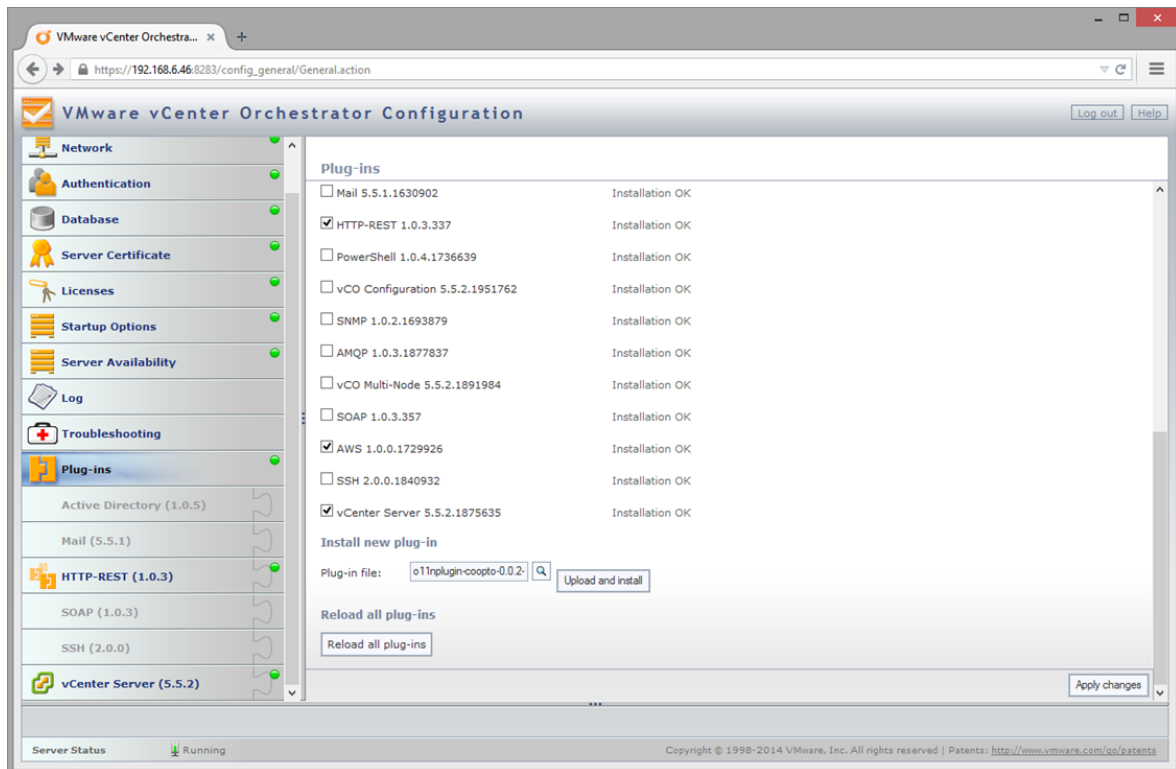 VMware vCenter Orchestra... × +
https://192.168.6.46:8283/config_general/General.action
VMware vCenter Orchestrator Configuration
Log out Help
Network
Authentication
Database
Server Certificate
Licenses
Startup Options
Server Availability
Log
Troubleshooting
Plug-ins
Active Directory (1.0.5)
Mail (5.5.1)
HTTP-REST (1.0.3)
SOAP (1.0.3)
SSH (2.0.0)
vCenter Server (5.5.2)
Plug-ins
Mail 5.5.1.1630902 Installation OK
HTTP-REST 1.0.3.337 Installation OK
PowerShell 1.0.4.1736639 Installation OK
vCO Configuration 5.5.2.1951762 Installation OK
SNMP 1.0.2.1693879 Installation OK
AMQP 1.0.3.1877837 Installation OK
vCO Multi-Node 5.5.2.1891984 Installation OK
SOAP 1.0.3.357 Installation OK
AWS 1.0.0.1729926 Installation OK
SSH 2.0.0.1840932 Installation OK
vCenter Server 5.5.2.1875635 Installation OK
Install new plug-in
Plug-in file: o11nplugin-coopto-0.0.2- Upload and install
Reload all plug-ins
Reload all plug-ins
Apply changes
Server Status Running
Copyright © 1998-2014 VMware, Inc. All rights reserved | Patents: http://www.vmware.com/go/patents